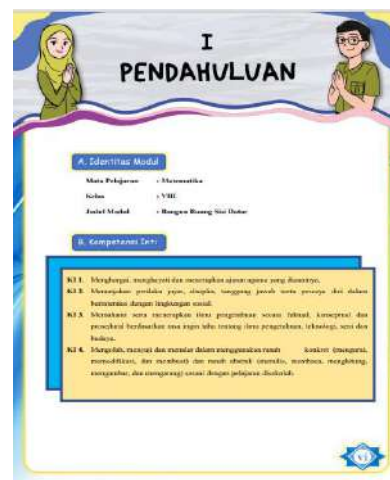 I
PENDAHULUAN
A. Identitas Modul
Mata Pelajaran : Matematika
Kelas : VIII
Judul Modul : Bangun Ruang Sisi Datar
B. Kompetensi Inti
KI 1. Menghargai, menghayati dan menerapkan ajaran agama yang dianutnya.
KI 2. Menunjukan perilaku jujur, disiplin, tanggung jawab serta percaya diri dalam
berinteraksi dengan lingkungan sosial.
KI 3. Memahami serta menerapkan ilmu pengetahuan secara faktual, konseptual dan
prosedural berdasarkan rasa ingin tahu tentang ilmu pengetahuan, teknologi, seni dan
budaya.
KI 4. Mengolah, menyaji dan menalar dalam menggunakan ranah konkret (mengurai,
memodifikasi, dan membuat) dan ranah abstrak (menulis, membaca, menghitung,
menggambar, dan mengarang) sesuai dengan pelajaran disekolah.
vi